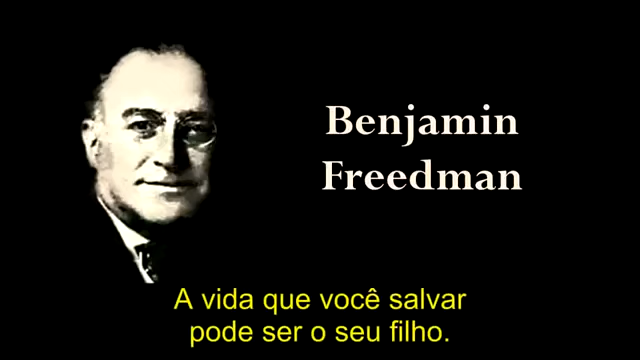 Benjamin
Freedman
A vida que você salvar
pode ser o seu filho.